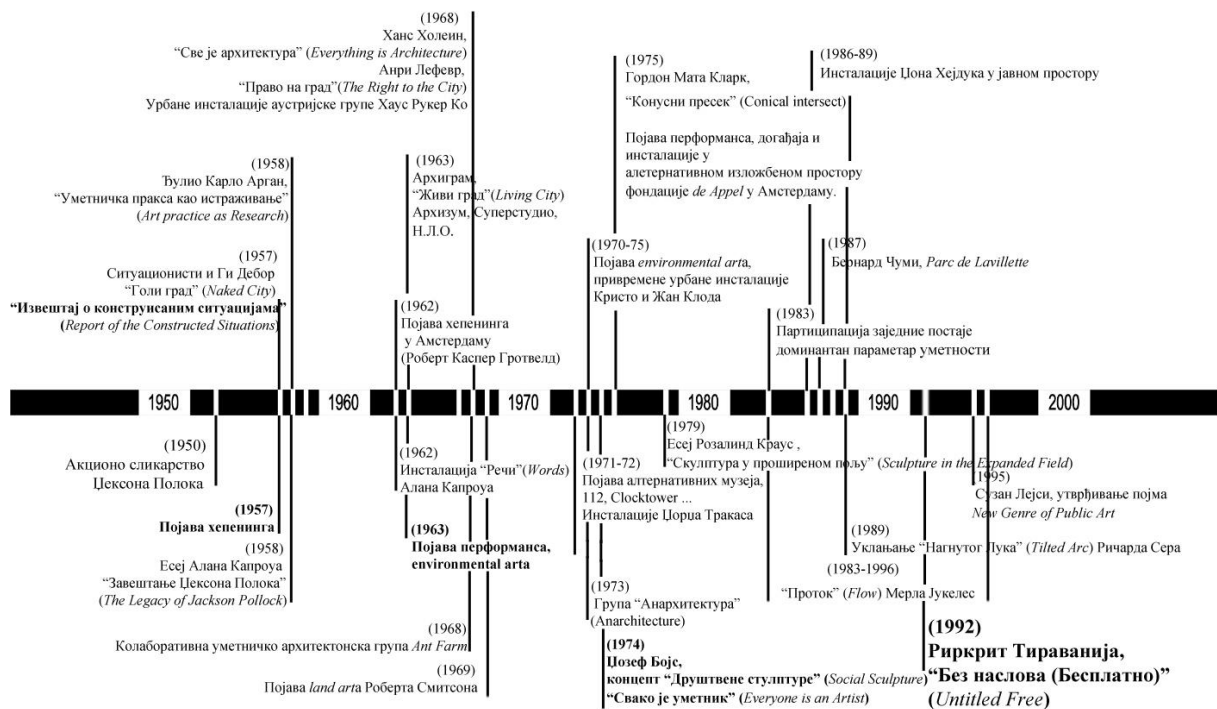 (1968)
Ханс Холеин,
“Све је архитектура” (Everything is Architecture)
Анри Лефевр,
“Право на град” (The Right to the City)
Урбане инсталације аустријске групе Хаус Рукер Ко
(1975)
Гордон Мата Кларк,
“Конусни пресек” (Conical intersect)
Појава перформанса, догађаја и
инсталације у
алетернативном изложбеном простору
фондације de Appel у Амстердаму.
(1986-89)
Инсталације Џона Хејдука у јавном простору
(1958)
Ђулио Карло Арган,
“Уметничка пракса као истраживање”
(Art practice as Research)
(1963)
Архиграм,
“Живи град”(Living City)
Архизум, Суперстудио,
Н.Л.О.
(1957)
Ситуационисти и Ги Дебор
“Голи град” (Naked City)
“Извештај о конструисаним ситуацијама”
(Report of the Constructed Situations)
(1962)
Појава хепенинга
у Амстердаму
(Роберт Каспер Гротвелд)
(1970-75)
Појава environmental artа,
привремене урбане инсталације
Кристо и Жан Клода
(1987)
Бернард Чуми, Parc de Lavillette
(1983)
Партиципација заједние постаје
доминантан параметар уметности
1950 1960 1970 1980 1990 2000
(1950)
Акционо сликарство
Џексона Полока
(1957)
Појава хепенинга
(1958)
Есеј Алана Капроуа
“Завештање Џексона Полока”
(The Legacy of Jackson Pollock)
(1962)
Инсталација “Речи”(Words)
Алана Капроуа
(1963)
Појава перформанса,
environmental artа
(1968)
Колаборативна уметничко архитектонска група Ant Farm
(1969)
Појава land artа Роберта Смитсона
(1971-72)
Појава алтернативних музеја,
112, Clocktower ...
Инсталације Џорџа Тракаса
(1973)
Група “Анархитектура”
(Anarchitecture)
(1974)
Џозеф Бојс,
концепт “Друштвене стулптуре” (Social Sculpture)
“Свако је уметник” (Everyone is an Artist)
(1979)
Есеј Розалинд Краус ,
“Скулптура у проширеном пољу” (Sculpture in the Expanded Field)
(1995)
Сузан Лејси, утврђивање појма
New Genre of Public Art
(1989)
Уклањање “Нагнутог Лука” (Tilted Arc) Ричарда Сера
(1983-1996)
“Проток” (Flow) Мерла Јукелес
(1992)
Риркрит Тираванија,
“Без наслова (Бесплатно)”
(Untitled Free)